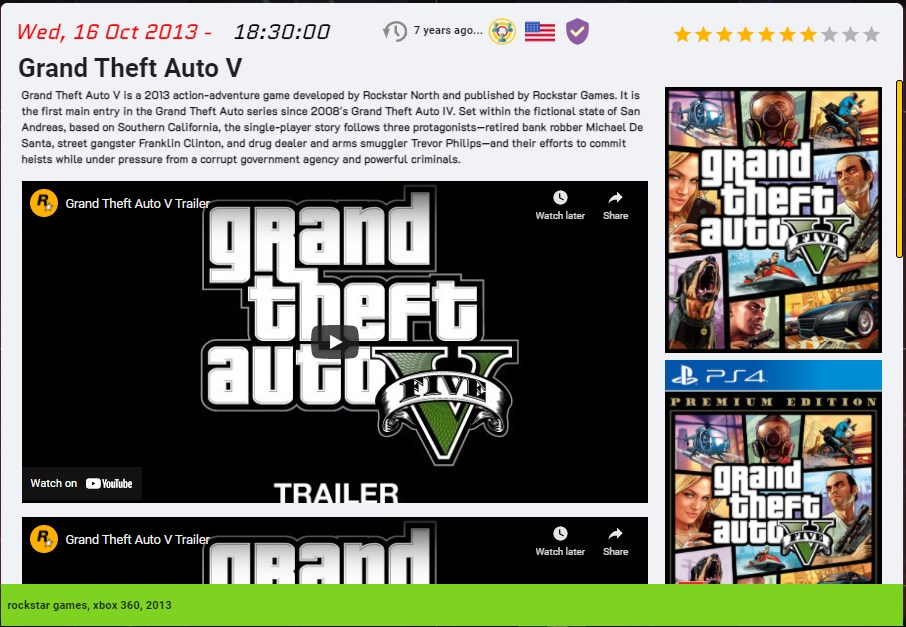 Wed, 16 Oct 2013 - 18:30:00
7 years ago...
Grand Theft Auto V
Grand Theft Auto V is a 2013 action-adventure game developed by Rockstar North and published by Rockstar Games. It is
the first main entry in the Grand Theft Auto series since 2008's Grand Theft Auto IV. Set within the fictional state of San
Andreas, based on Southern California, the single-player story follows three protagonists—retired bank robber Michael De
Santa, street gangster Franklin Clinton, and drug dealer and arms smuggler Trevor Philips—and their efforts to commit
heists while under pressure from a corrupt government agency and powerful criminals.
Grand Theft Auto V Trailer
Watch later
Share
grand
theft
auto V
FIVE
TRAILER
Watch on YouTube
Grand Theft Auto V Trailer
Watch later
Share
grand
grand
theft
auto V
FIVE
PS4
PREMIUM EDITION
grand
theft
auto V
FIVE
rockstar games, xbox 360, 2013